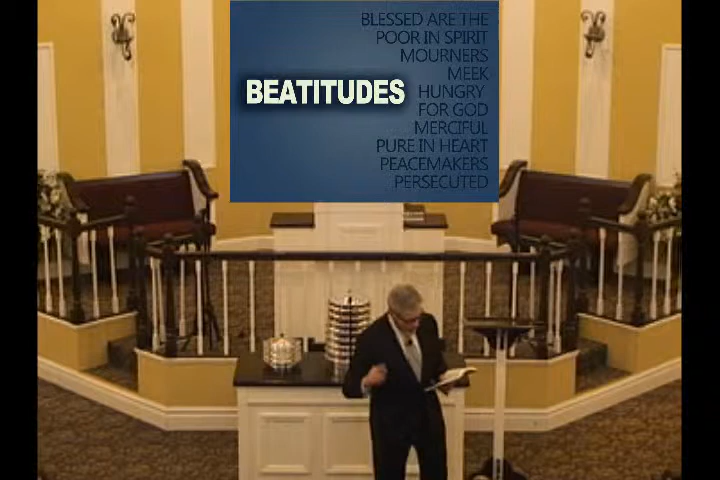 BLESSED ARE THE
POOR IN SPIRIT
MOURNERS
MEEK
BEATITUDES
HUNGRY
FOR GOD
MERCIFUL
PURE IN HEART
PEACEMAKERS
PERSECUTED